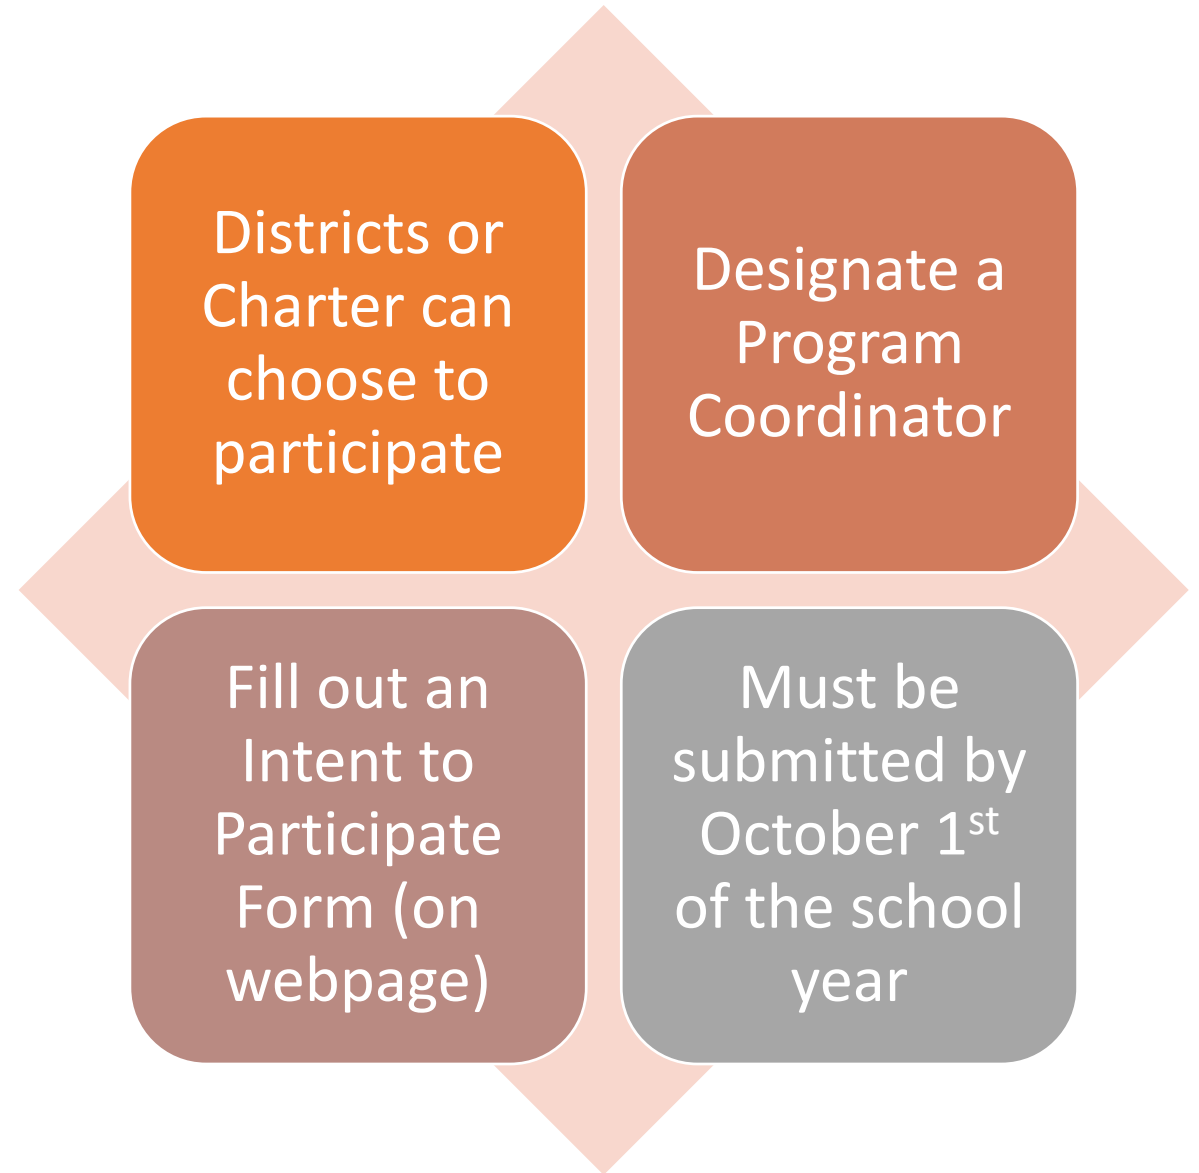 Districts or
Charter can
choose to
participate
Designate a
Program
Coordinator
Fill out an
Intent to
Participate
Form (on
webpage)
Must be
submitted by
October 1st
of the school
year